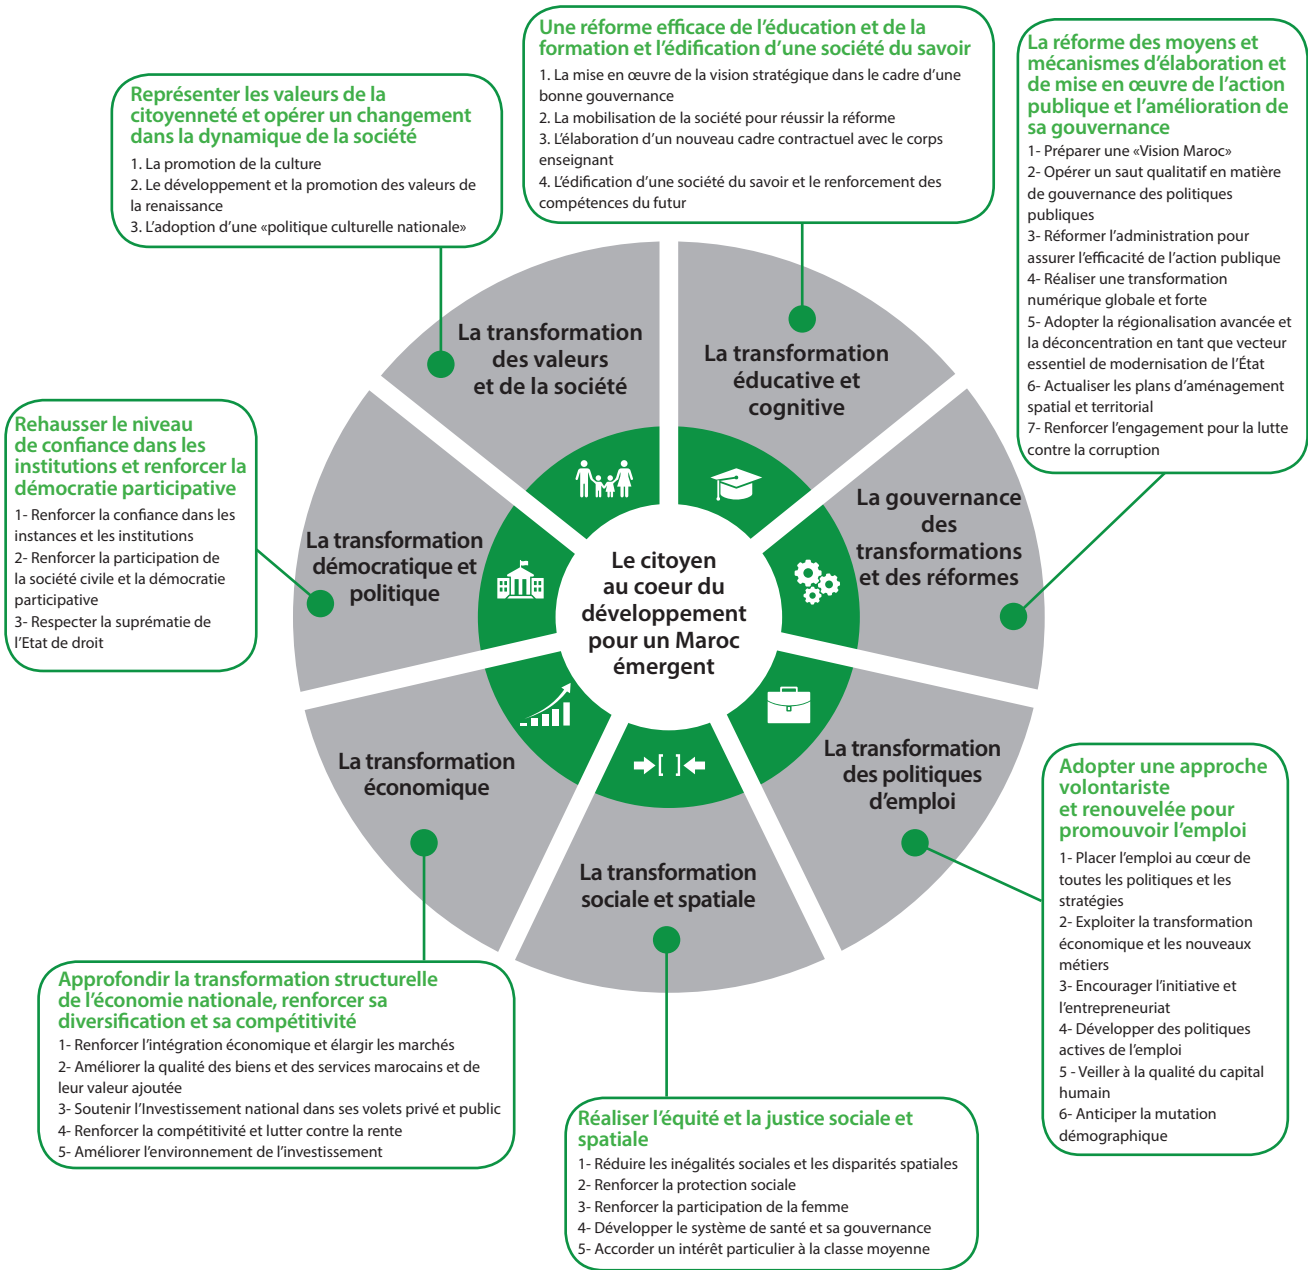 Une réforme efficace de l’éducation et de la
formation et l’édification d’une société du savoir
1. La mise en œuvre de la vision stratégique dans le cadre d’une
bonne gouvernance
2. La mobilisation de la société pour réussir la réforme
3. L’élaboration d’un nouveau cadre contractuel avec le corps
enseignant
4. L’édification d’une société du savoir et le renforcement des
compétences du futur
La réforme des moyens et
mécanismes d’élaboration et
de mise en œuvre de l’action
publique et l’amélioration de
sa gouvernance
1- Préparer une «Vision Maroc»
2- Opérer un saut qualitatif en matière
de gouvernance des politiques
publiques
3- Réformer l’administration pour
assurer l’efficacité de l’action publique
4- Réaliser une transformation
numérique globale et forte
5- Adopter la régionalisation avancée et
la déconcentration en tant que vecteur
essentiel de modernisation de l’État
6- Actualiser les plans d’aménagement
spatial et territorial
7- Renforcer l’engagement pour la lutte
contre la corruption
Représenter les valeurs de la
citoyenneté et opérer un changement
dans la dynamique de la société
1. La promotion de la culture
2. Le développement et la promotion des valeurs de
la renaissance
3. L’adoption d’une «politique culturelle nationale»
La transformation
des valeurs
et de la société
La transformation
éducative et
cognitive
Rehausser le niveau
de confiance dans les
institutions et renforcer la
démocratie participative
1- Renforcer la confiance dans les
instances et les institutions
2- Renforcer la participation de
la société civile et la démocratie
participative
3- Respecter la suprématie de
l’Etat de droit
La transformation
démocratique et
politique
Le citoyen
au coeur du
développement
pour un Maroc
émergent
La gouvernance
des
transformations
et des réformes
La transformation
économique
La transformation
sociale et spatiale
La transformation
des politiques
d’emploi
Adopter une approche
volontariste
et renouvelée pour
promouvoir l’emploi
1- Placer l’emploi au cœur de
toutes les politiques et les
stratégies
2- Exploiter la transformation
économique et les nouveaux
métiers
3- Encourager l’initiative et
l’entrepreneuriat
4- Développer des politiques
actives de l’emploi
5 - Veiller à la qualité du capital
humain
6- Anticiper la mutation
démographique
Approfondir la transformation structurelle
de l’économie nationale, renforcer sa
diversification et sa compétitivité
1- Renforcer l’intégration économique et élargir les marchés
2- Améliorer la qualité des biens et des services marocains et de
leur valeur ajoutée
3- Soutenir l’Investissement national dans ses volets privé et public
4- Renforcer la compétitivité et lutter contre la rente
5- Améliorer l’environnement de l’investissement
Réaliser l’équité et la justice sociale et
spatiale
1- Réduire les inégalités sociales et les disparités spatiales
2- Renforcer la protection sociale
3- Renforcer la participation de la femme
4- Développer le système de santé et sa gouvernance
5- Accorder un intérêt particulier à la classe moyenne